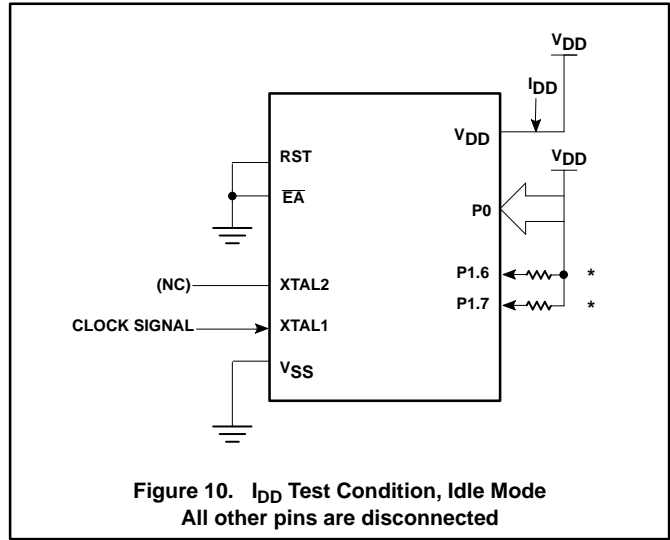 VDD
IDD
VDD
VDD
RST
EA
P0
P1.6 *
(NC) XTAL2
P1.7 *
CLOCK SIGNAL XTAL1
VSS
Figure 10. IDD Test Condition, Idle Mode
All other pins are disconnected